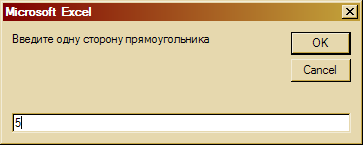 Microsoft Excel
Введите одну сторону прямоугольника
OK
Cancel
5